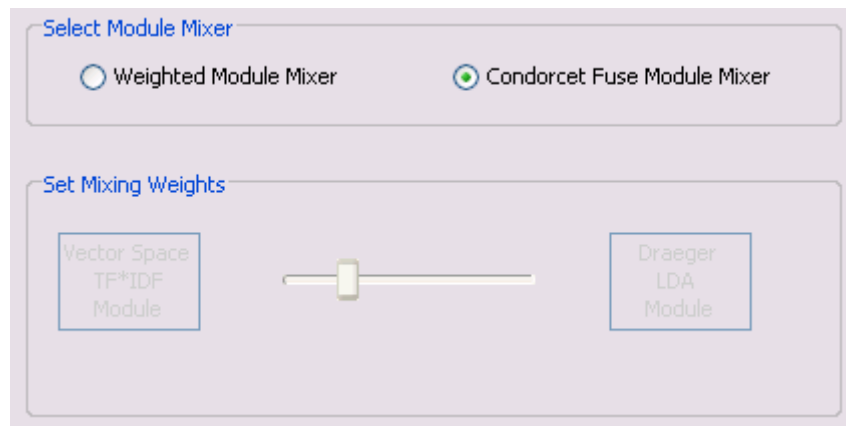 Select Module Mixer
Weighted Module Mixer Condorcet Fuse Module Mixer
Set Mixing Weights
Vector Space
TF*IDF
Module
Draeger
LDA
Module